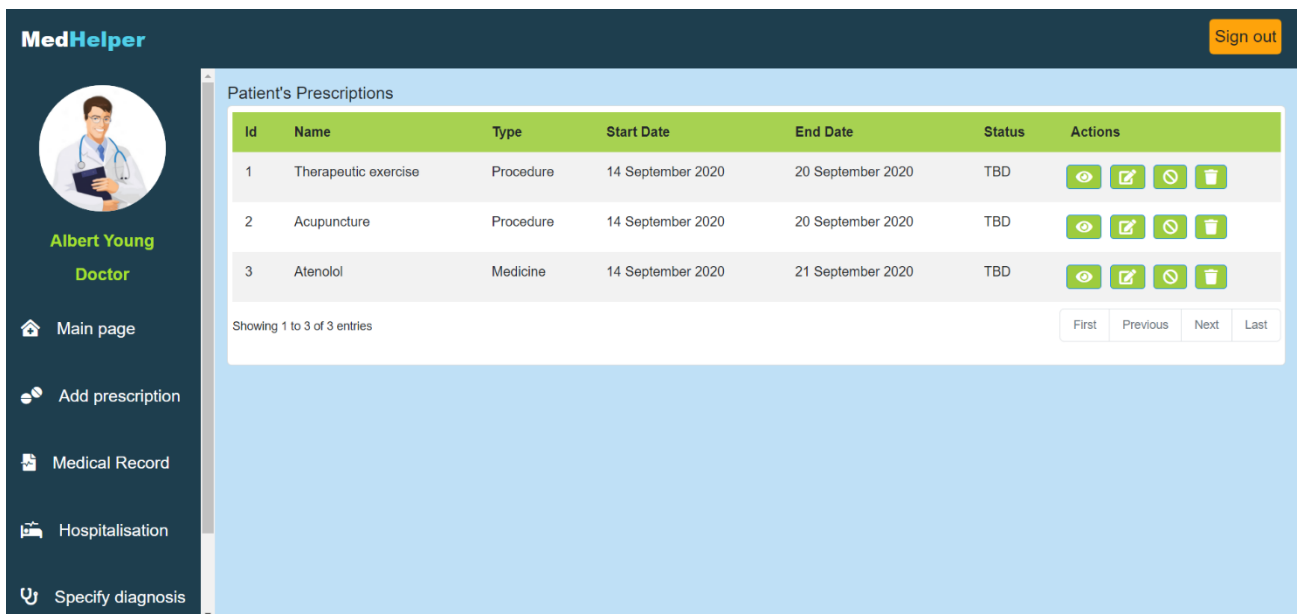 MedHelper
Sign out
Albert Young
Doctor
Main page
Add prescription
Medical Record
Hospitalisation
Specify diagnosis
Patient's Prescriptions
Id Name Type Start Date End Date Status Actions
1 Therapeutic exercise Procedure 14 September 2020 20 September 2020 TBD
2 Acupuncture Procedure 14 September 2020 20 September 2020 TBD
3 Atenolol Medicine 14 September 2020 21 September 2020 TBD
Showing 1 to 3 of 3 entries First Previous Next Last